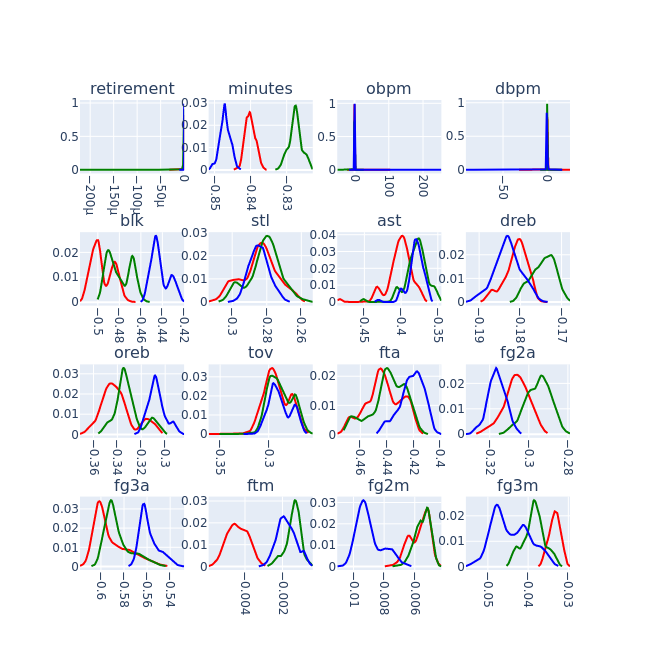 retirement minutes obpm dbpm
1 0.03 1 1
0.5 0.02 0.5 0.5
0.01
0 0 0 0
−200μ −150μ −100μ −50μ 0 −0.85 −0.84 −0.83 0 100 200 −50 0
blk stl ast dreb
0.02 0.03 0.04 0.02
0.01 0.02 0.03 0.01
0.01 0.02
0.01
0 0 0 0
−0.5 −0.48 −0.46 −0.44 −0.42 −0.3 −0.28 −0.26 −0.45 −0.4 −0.35 −0.19 −0.18 −0.17
oreb tov fta fg2a
0.03 0.03 0.02 0.02
0.02 0.02 0.01 0.01
0.01 0.01
0 0 0 0
−0.36 −0.34 −0.32 −0.3 −0.35 −0.3 −0.46 −0.44 −0.42 −0.4 −0.32 −0.3 −0.28
fg3a ftm fg2m fg3m
0.03 0.03 0.03 0.02
0.02 0.02 0.02 0.01
0.01 0.01 0.01
0 0 0 0
−0.6 −0.58 −0.56 −0.54 −0.004 −0.002 −0.01 −0.008 −0.006 −0.05 −0.04 −0.03